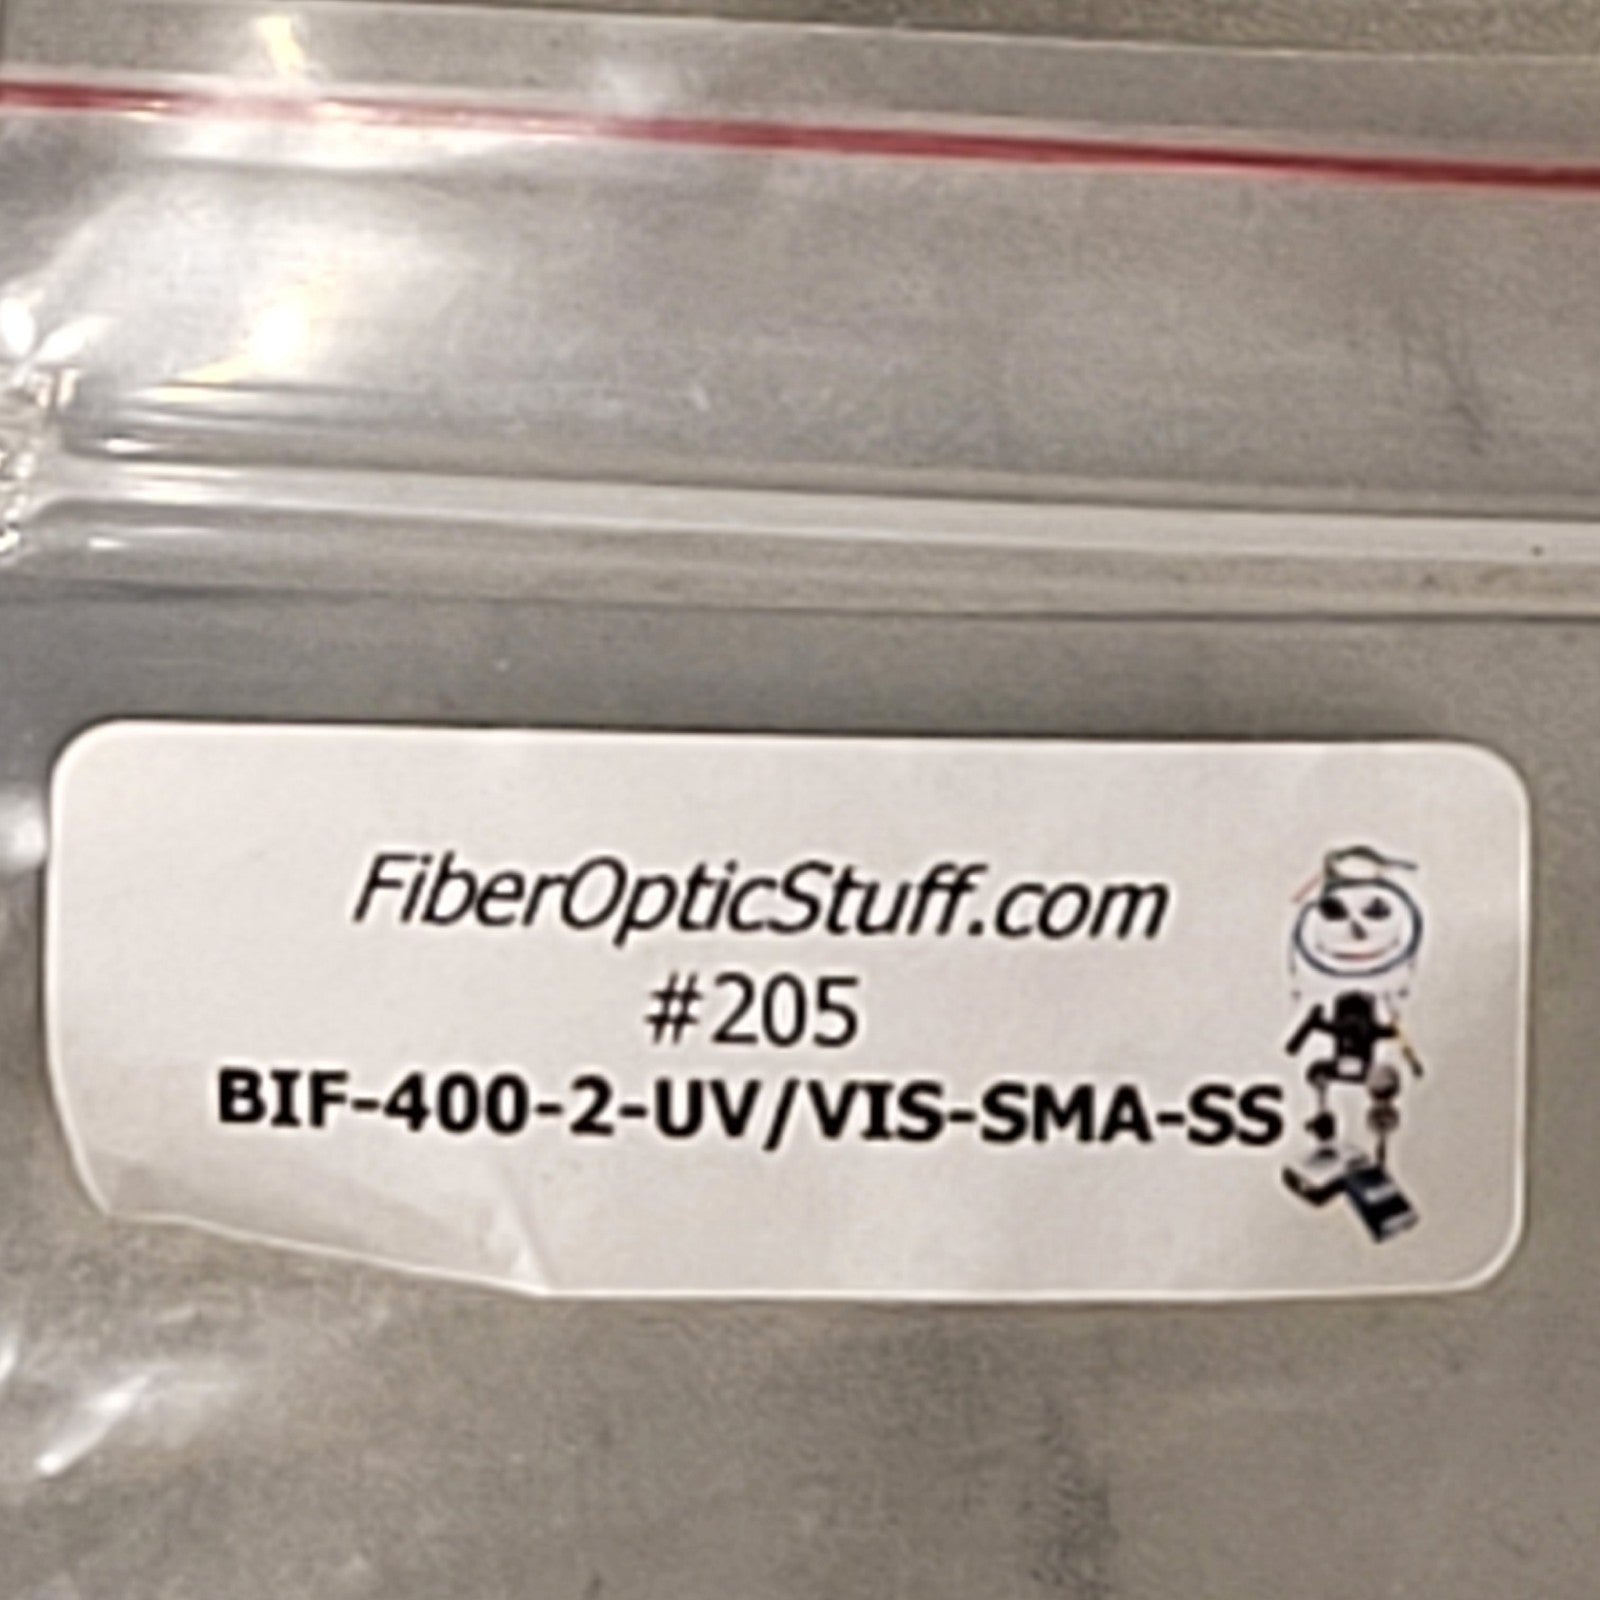 FiberOpticStuff.com
#205
BIF-400-2-UV/VIS-SMA-SS